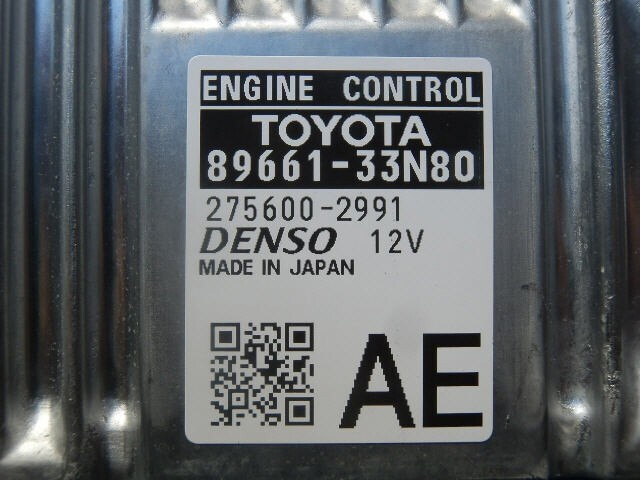 ENGINE CONTROL
TOYOTA
89661-33N80
275600-2991
DENSO 12V
MADE IN JAPAN
AE